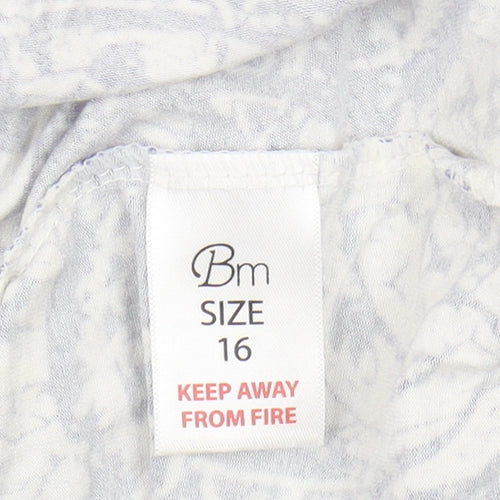 Bm
SIZE
16
KEEP AWAY
FROM FIRE